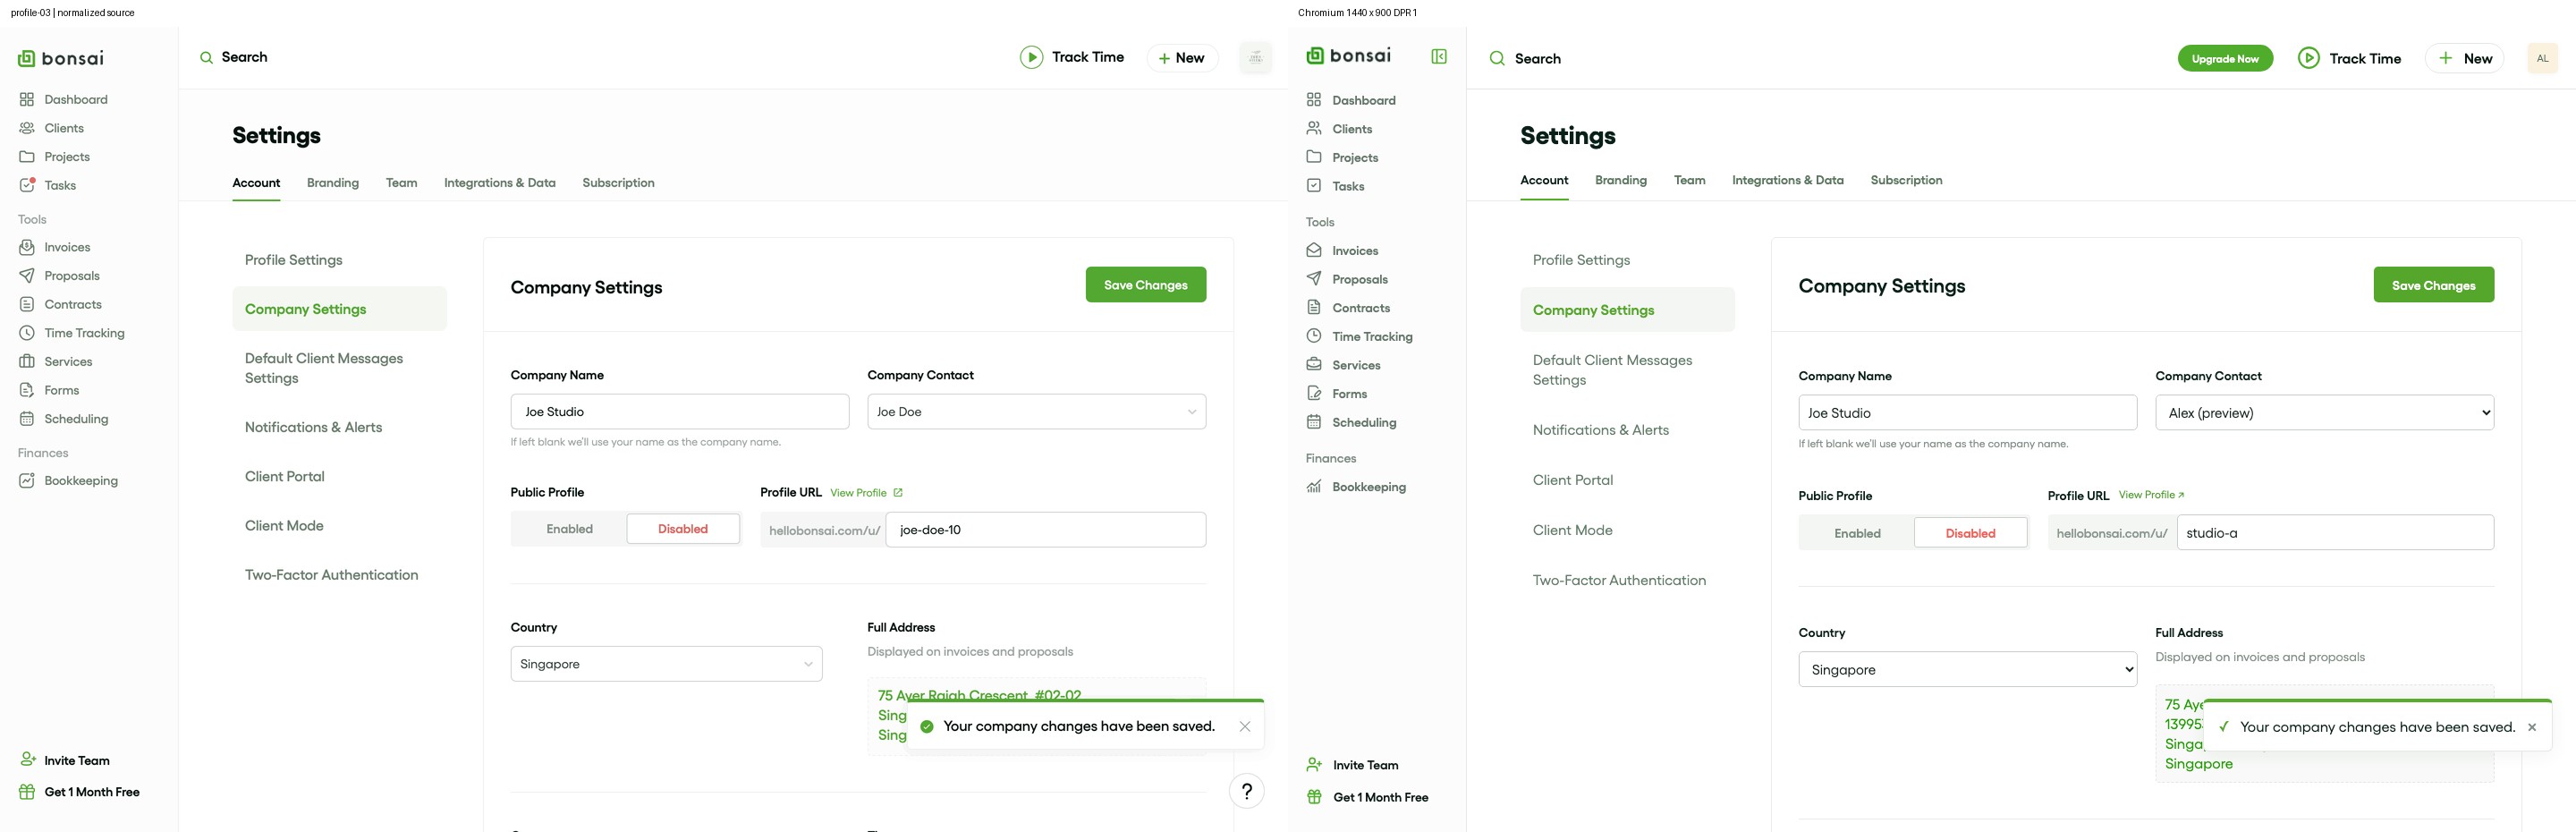 profile-03 | normalized source
bonsai
Search
Track Time
+ New
Dashboard
Clients
Projects
Tasks
Tools
Invoices
Proposals
Contracts
Time Tracking
Services
Forms
Scheduling
Finances
Bookkeeping
Invite Team
Get 1 Month Free
Settings
Account
Branding
Team
Integrations & Data
Subscription
Profile Settings
Company Settings
Default Client Messages
Settings
Notifications & Alerts
Client Portal
Client Mode
Two-Factor Authentication
Company Settings
Save Changes
Company Name
Company Contact
Joe Studio
Joe Doe
If left blank we'll use your name as the company name.
Public Profile
Profile URL View Profile
Enabled
Disabled
hellobonsai.com/u/
joe-doe-10
Country
Full Address
Displayed on invoices and proposals
Singapore
75 Ayer Rajah Crescent, #02-02
Sing
Sing
Your company changes have been saved.
?
Chromium 1440 x 900 DPR 1
bonsai
Search
Upgrade Now
Track Time
+ New
AL
Dashboard
Clients
Projects
Tasks
Tools
Invoices
Proposals
Contracts
Time Tracking
Services
Forms
Scheduling
Finances
Bookkeeping
Invite Team
Get 1 Month Free
Settings
Account
Branding
Team
Integrations & Data
Subscription
Profile Settings
Company Settings
Default Client Messages
Settings
Notifications & Alerts
Client Portal
Client Mode
Two-Factor Authentication
Company Settings
Save Changes
Company Name
Company Contact
Joe Studio
Alex (preview)
If left blank we'll use your name as the company name.
Public Profile
Profile URL View Profile ↗
Enabled
Disabled
hellobonsai.com/u/
studio-a
Country
Full Address
Displayed on invoices and proposals
Singapore
75 Aye
13995
Singa
Singapore
✓ Your company changes have been saved. ×